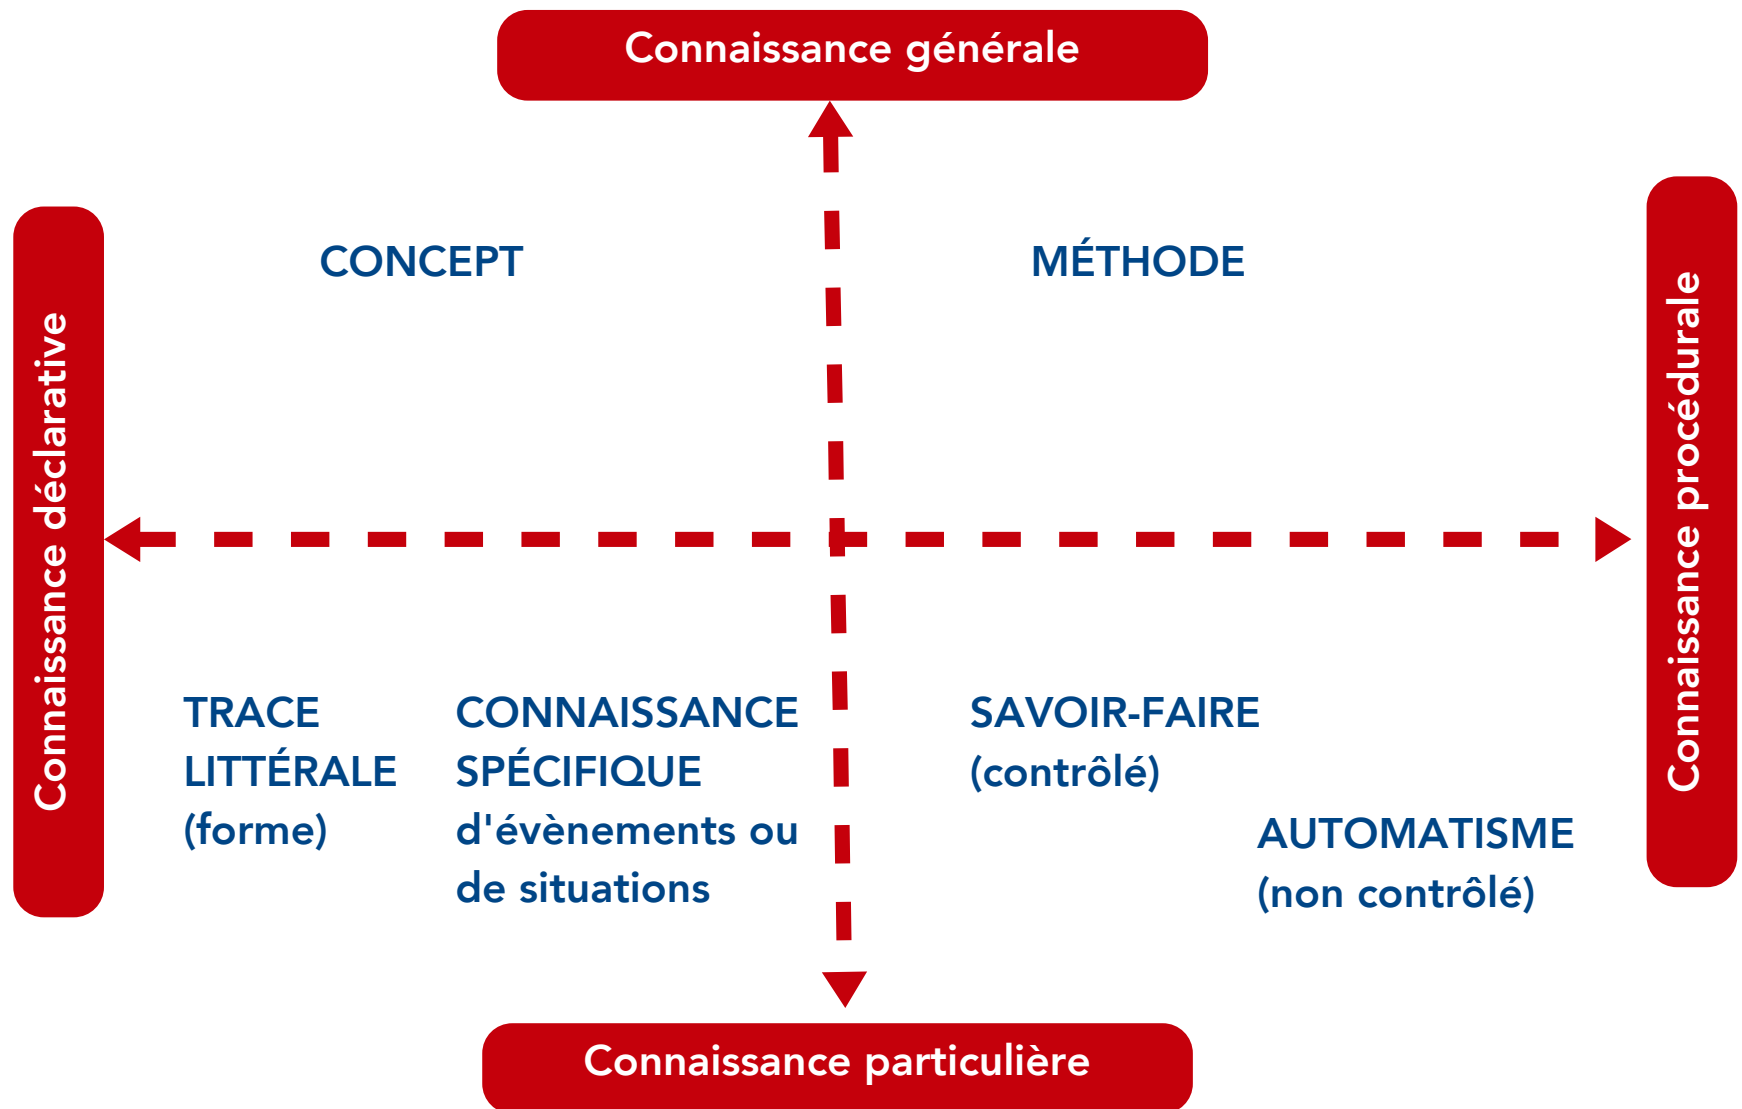 Connaissance générale
CONCEPT
MÉTHODE
Connaissance déclarative
Connaissance procédurale
TRACE
LITTÉRALE
(forme)
CONNAISSANCE
SPÉCIFIQUE
d'évènements ou
de situations
SAVOIR-FAIRE
(contrôlé)
AUTOMATISME
(non contrôlé)
Connaissance particulière